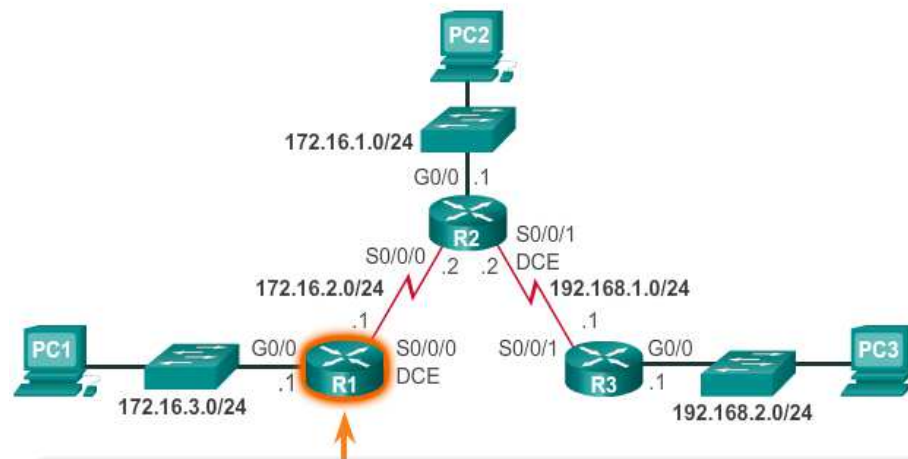 PC2
172.16.1.0/24
G0/0 .1
R2
S0/0/0
S0/0/1
DCE
.2 .2
172.16.2.0/24
192.168.1.0/24
.1
.1
PC1
G0/0
.1
R1
S0/0/0
DCE
172.16.3.0/24
S0/0/1
R3
G0/0
.1
192.168.2.0/24
PC3